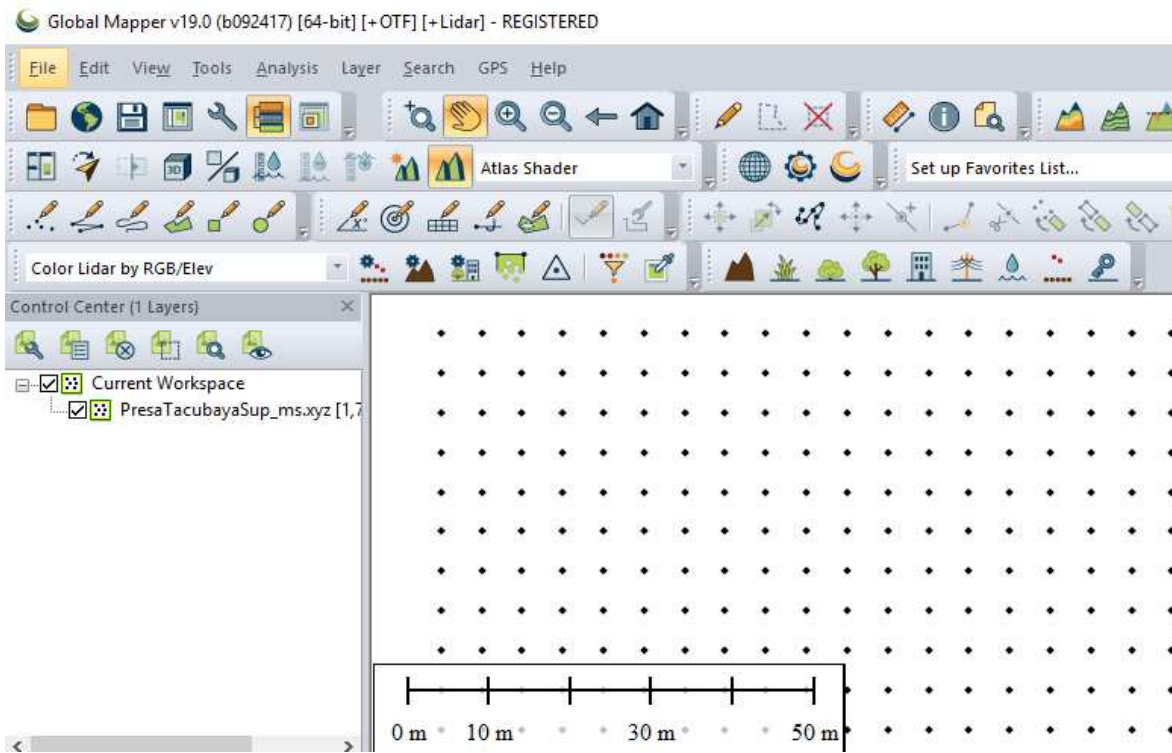 Global Mapper v19.0 (b092417) [64-bit] [+OTF] [+Lidar] - REGISTERED
File Edit View Tools Analysis Layer Search GPS Help
3D Atlas Shader Set up Favorites List...
Color Lidar by RGB/Elev
Control Center (1 Layers)
Current Workspace
PresaTacubayaSup_ms.xyz [1,7
0 m 10 m 30 m 50 m